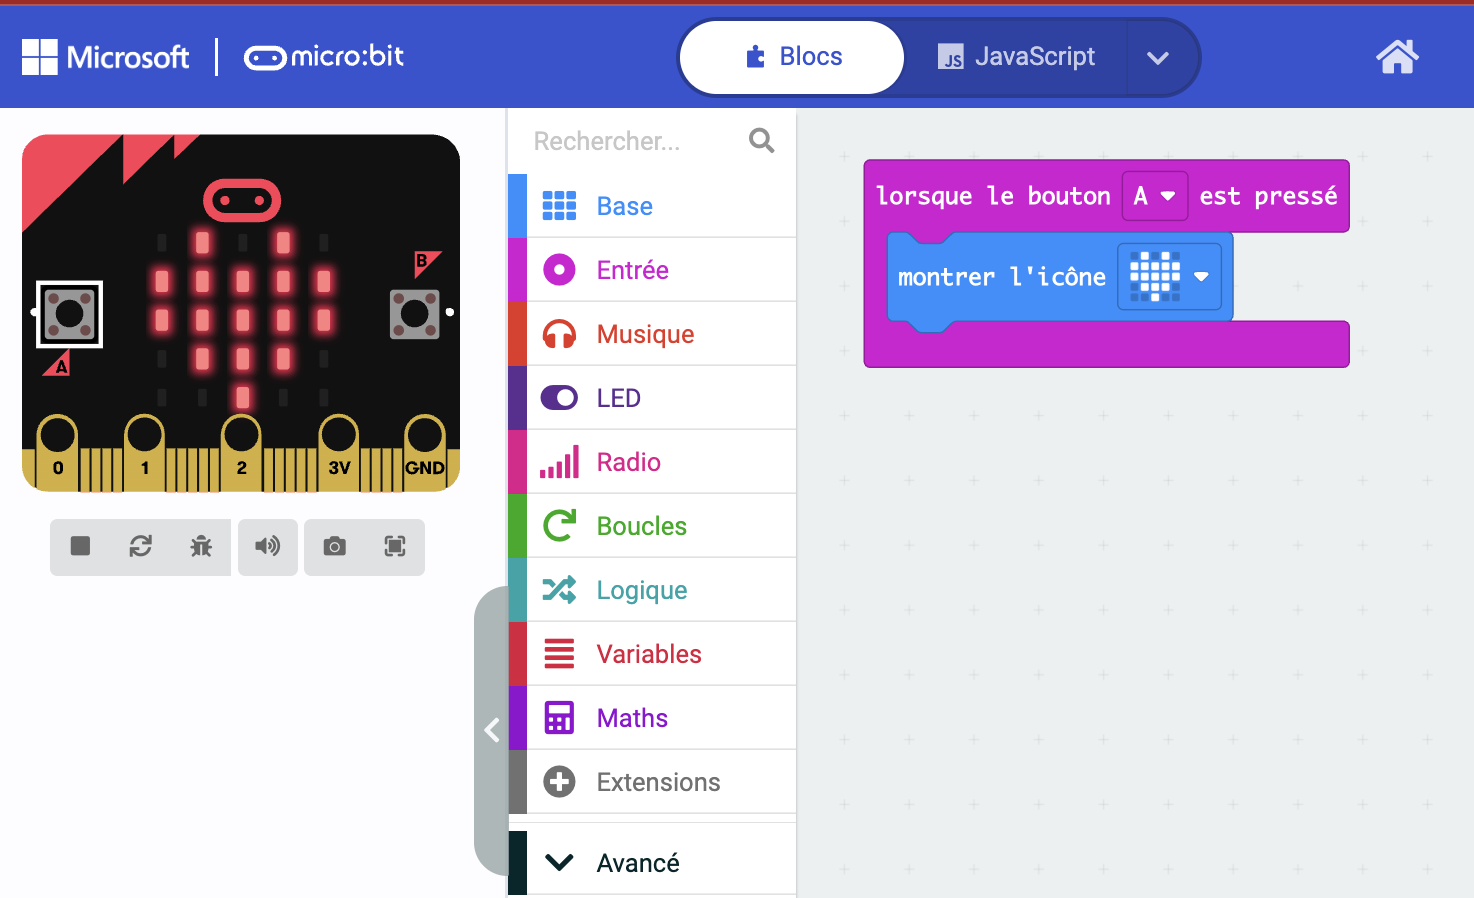 Microsoft
micro:bit
Blocs
JS
JavaScript
Rechercher...
Base
Entrée
Musique
LED
Radio
Boucles
Logique
Variables
Maths
Extensions
Avancé
B
A
0
1
2
3V
GND
lorsque le bouton A est pressé
montrer l'icône